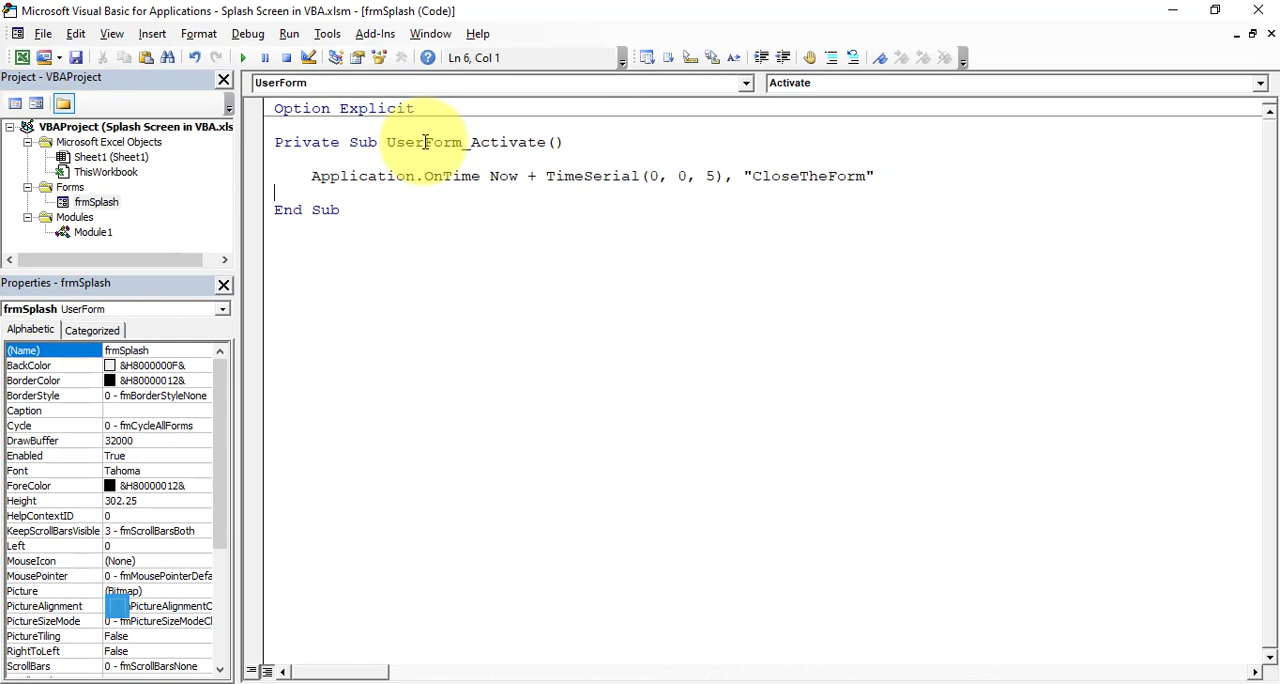 Microsoft Visual Basic for Applications - Splash Screen in VBA.xlsm - [frmSplash (Code)]
File Edit View Insert Format Debug Run Tools Add-Ins Window Help
Ln 6, Col 1
Project - VBAProject
UserForm Activate
VBAProject (Splash Screen in VBA.xls
Microsoft Excel Objects
Sheet1 (Sheet1)
ThisWorkbook
Forms
frmSplash
Modules
Module1
Option Explicit
Private Sub UserForm_Activate()
Application.OnTime Now + TimeSerial(0, 0, 5), "CloseTheForm"
End Sub
Properties - frmSplash
frmSplash UserForm
Alphabetic Categorized
(Name) frmSplash
BackColor &H8000000F&
BorderColor &H80000012&
BorderStyle 0 - fmBorderStyleNone
Caption
Cycle 0 - fmCycleAllForms
DrawBuffer 32000
Enabled True
Font Tahoma
ForeColor &H80000012&
Height 302.25
HelpContextID 0
KeepScrollBarsVisible 3 - fmScrollBarsBoth
Left 0
MouseIcon (None)
MousePointer 0 - fmMousePointerDefa
Picture (Bitmap)
PictureAlignment PictureAlignmentC
PictureSizeMode 0 - fmPictureSizeModeCl
PictureTiling False
RightToLeft False
ScrollBars 0 - fmScrollBarsNone